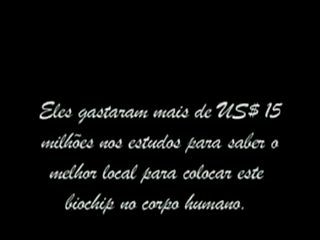 Eles gastaram mais de US$ 15
milhões nos estudos para saber o
melhor local para colocar este
biochip no corpo humano.